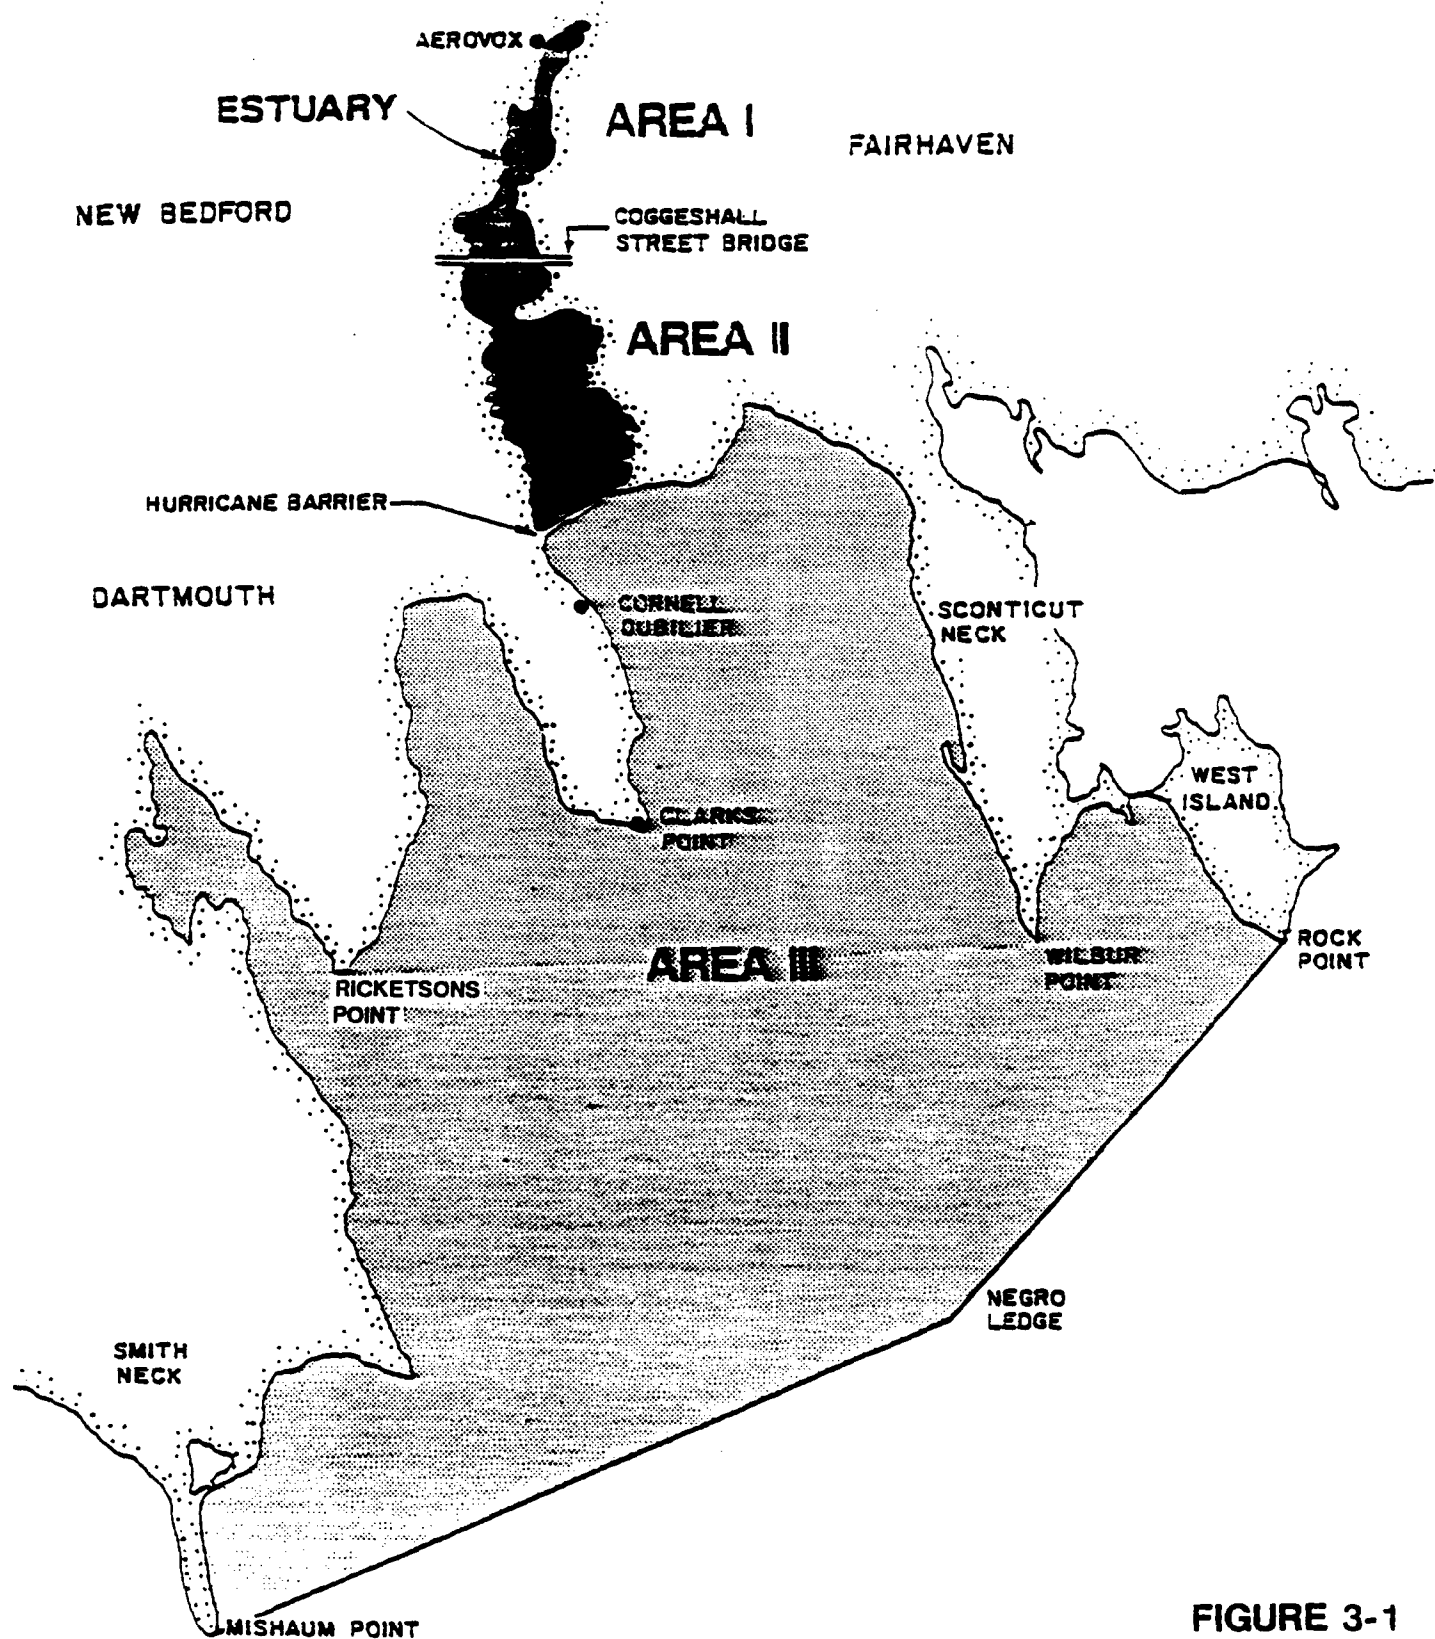 AEROVOX
ESTUARY
AREA I
FAIRHAVEN
NEW BEDFORD
COGGESHALL
STREET BRIDGE
AREA II
HURRICANE BARRIER
DARTMOUTH
CORNELL
DUBILIER
SCONTICUT
NECK
WEST
ISLAND
CLARKS
POINT
AREA III
WILBUR
POINT
ROCK
POINT
RICKETSONS
POINT
NEGRO
LEDGE
SMITH
NECK
MISHAUM POINT
FIGURE 3-1